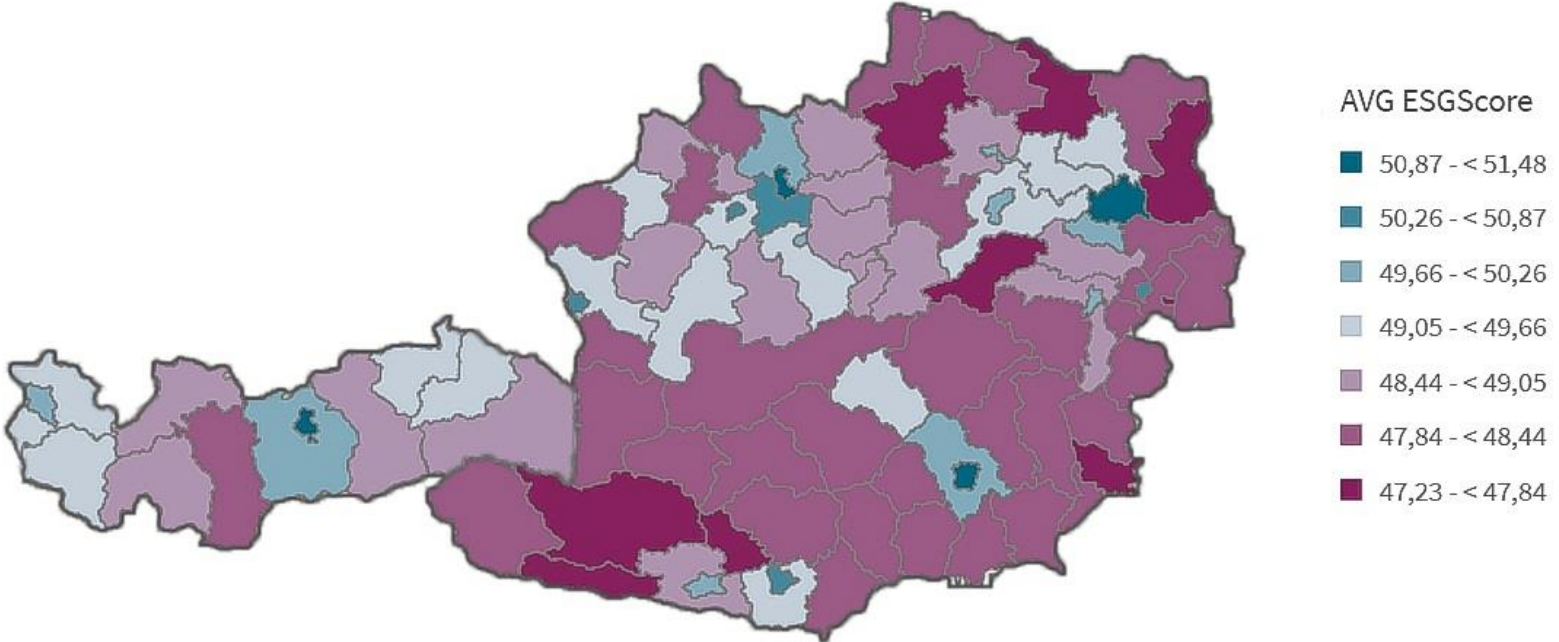 AVG ESGScore
50,87 - < 51,48
50,26 - < 50,87
49,66 - < 50,26
49,05 - < 49,66
48,44 - < 49,05
47,84 - < 48,44
47,23 - < 47,84